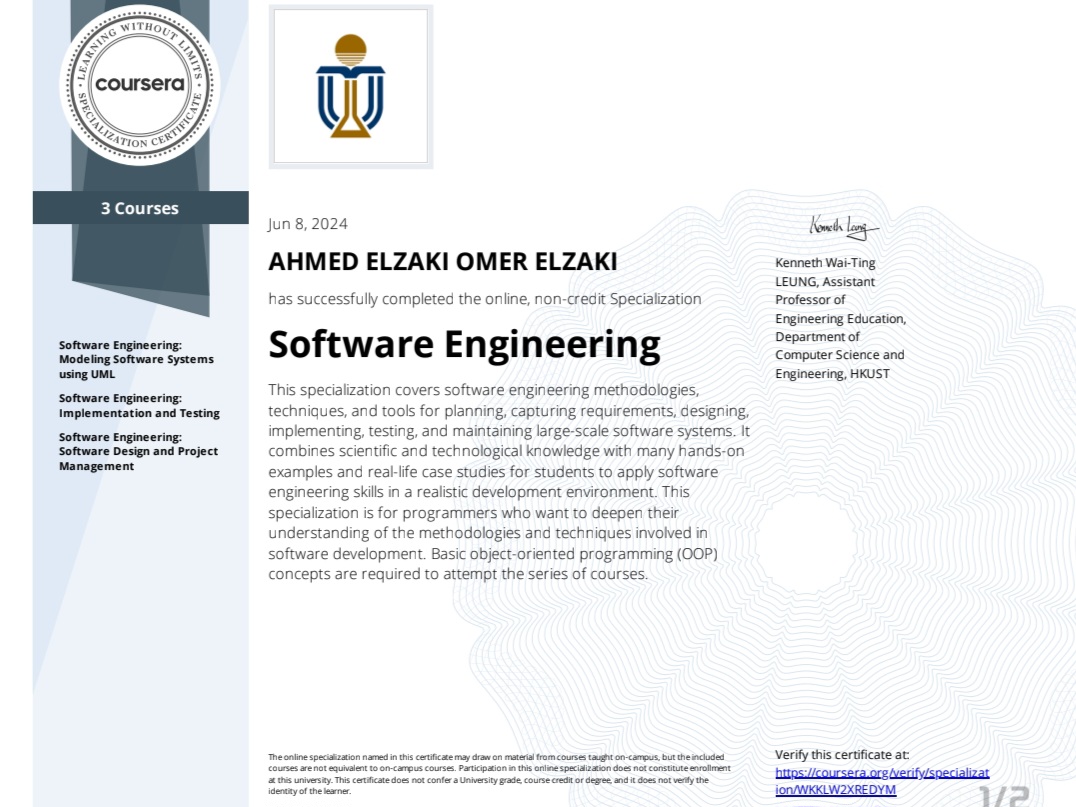 LEARNING WITHOUT LIMITS
coursera
SPECIALIZATION CERTIFICATE
3 Courses
Software Engineering:
Modeling Software Systems
using UML
Software Engineering:
Implementation and Testing
Software Engineering:
Software Design and Project
Management
Jun 8, 2024
AHMED ELZAKI OMER ELZAKI
has successfully completed the online, non-credit Specialization
Software Engineering
This specialization covers software engineering methodologies,
techniques, and tools for planning, capturing requirements, designing,
implementing, testing, and maintaining large-scale software systems. It
combines scientific and technological knowledge with many hands-on
examples and real-life case studies for students to apply software
engineering skills in a realistic development environment. This
specialization is for programmers who want to deepen their
understanding of the methodologies and techniques involved in
software development. Basic object-oriented programming (OOP)
concepts are required to attempt the series of courses.
Kenneth Leung
Kenneth Wai-Ting
LEUNG, Assistant
Professor of
Engineering Education,
Department of
Computer Science and
Engineering, HKUST
The online specialization named in this certificate may draw on material from courses taught on-campus, but the included
courses are not equivalent to on-campus courses. Participation in this online specialization does not constitute enrollment
at this university. This certificate does not confer a University grade, course credit or degree, and it does not verify the
identity of the learner.
Verify this certificate at:
https://coursera.org/verify/specializat
ion/WKKLW2XREDYM
1/2